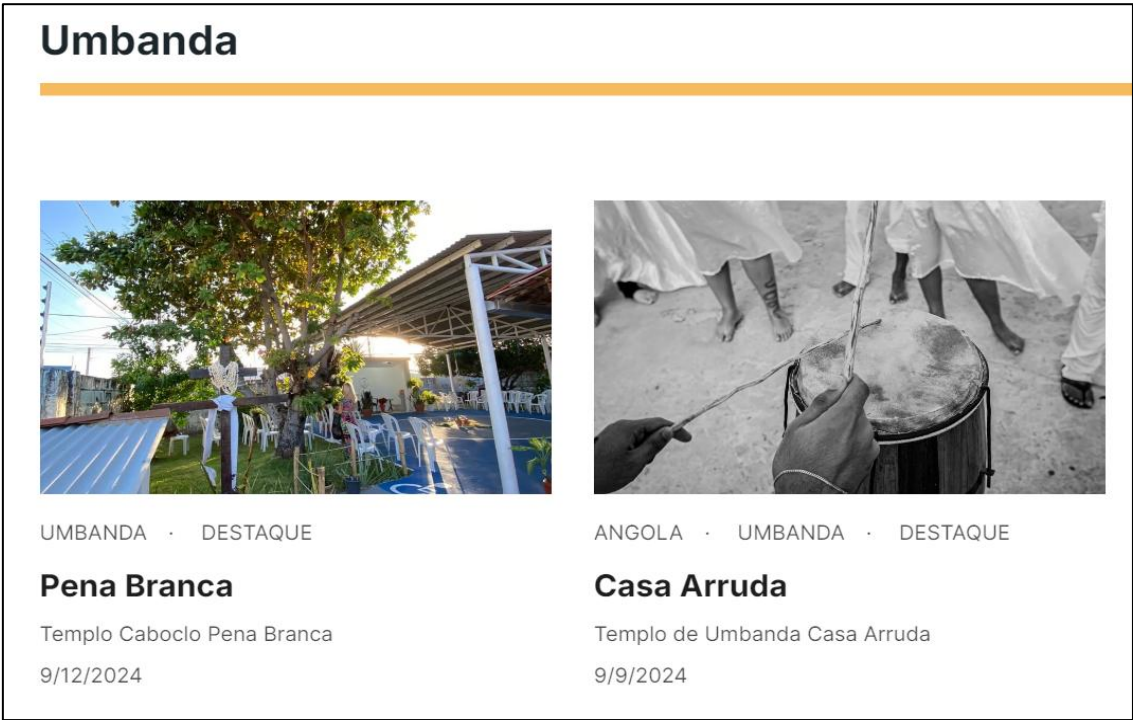 Umbanda
UMBANDA · DESTAQUE
Pena Branca
Templo Caboclo Pena Branca
9/12/2024
ANGOLA · UMBANDA · DESTAQUE
Casa Arruda
Templo de Umbanda Casa Arruda
9/9/2024